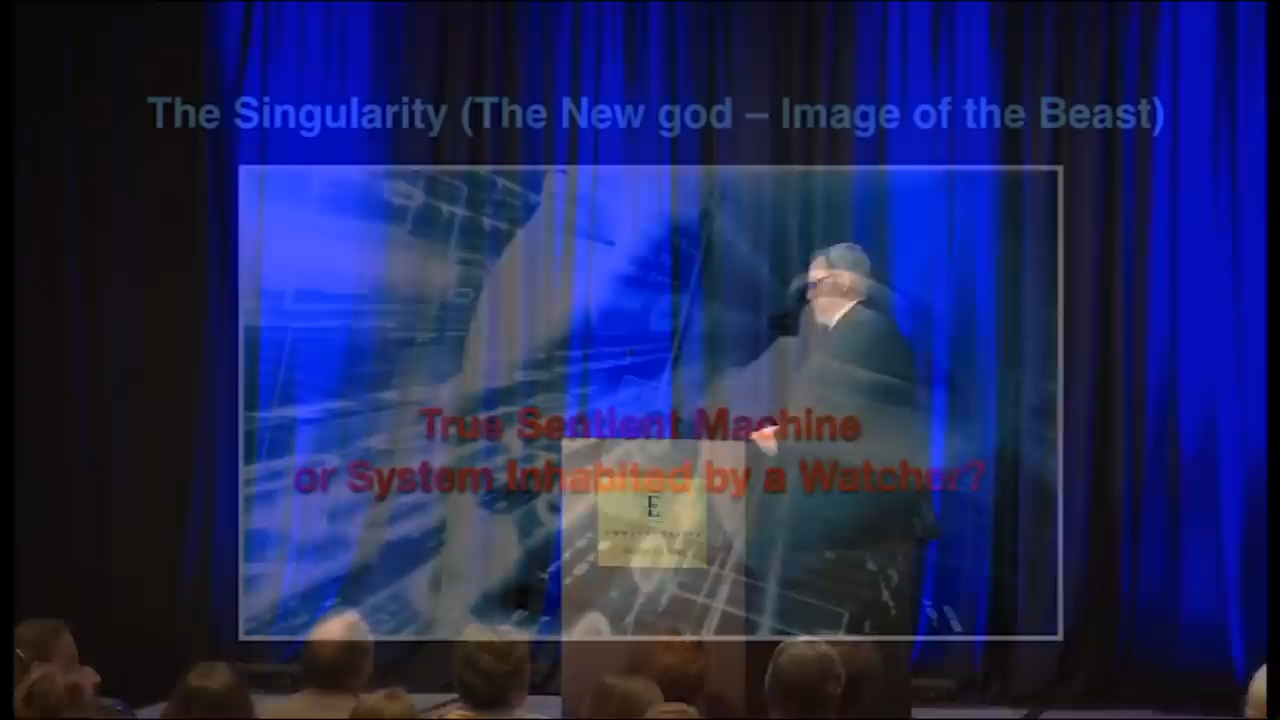 The Singularity (The New god – Image of the Beast)
True Sentient Machine
or System Inhabited by a Watcher?
E